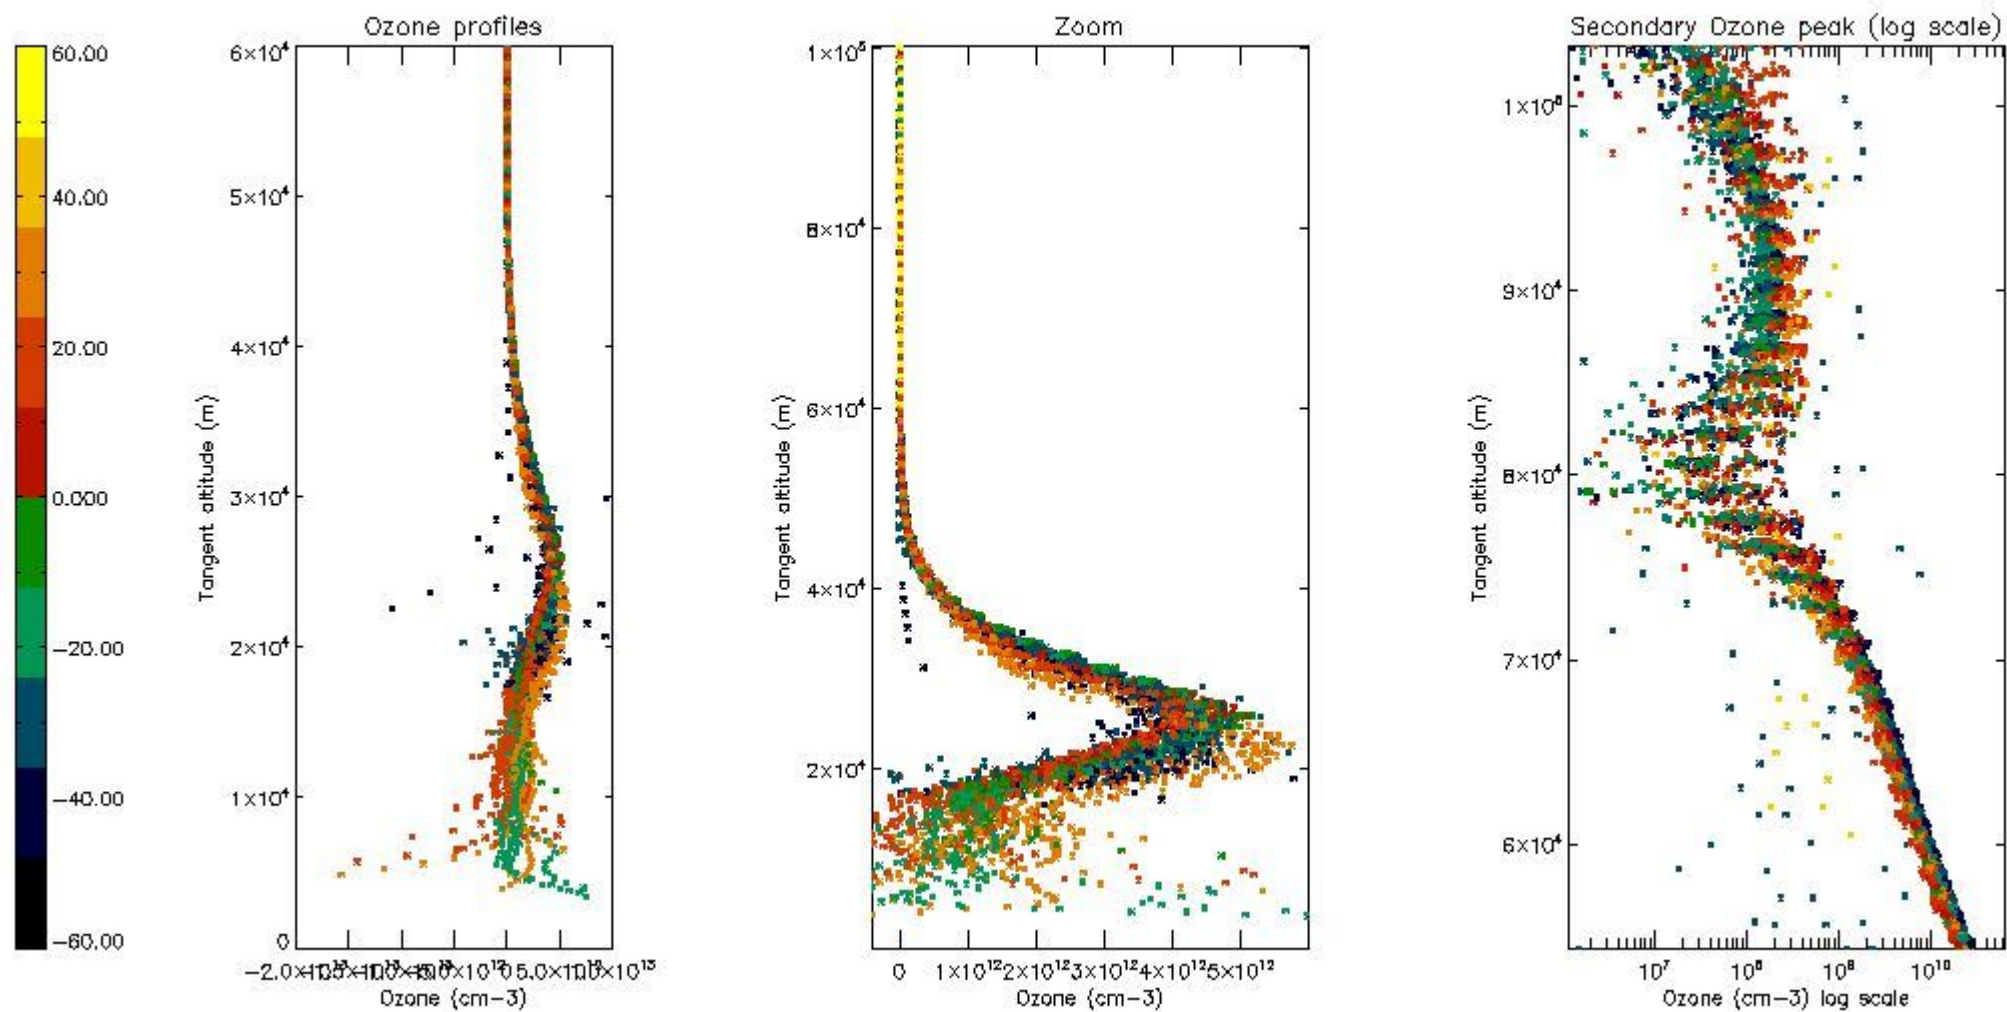 Ozone profiles
Zoom
Secondary Ozone peak (log scale)
60.00
40.00
20.00
0.000
−20.00
−40.00
−60.00
6×10⁴
5×10⁴
4×10⁴
3×10⁴
2×10⁴
1×10⁴
0
Tangent altitude (m)
Ozone (cm−3)
1×10⁵
8×10⁴
6×10⁴
4×10⁴
2×10⁴
Tangent altitude (m)
0 1×10¹² 2×10¹² 3×10¹² 4×10¹² 5×10¹²
Ozone (cm−3)
1×10⁵
9×10⁴
8×10⁴
7×10⁴
6×10⁴
Tangent altitude (m)
10⁷ 10⁸ 10⁹ 10¹⁰
Ozone (cm−3) log scale